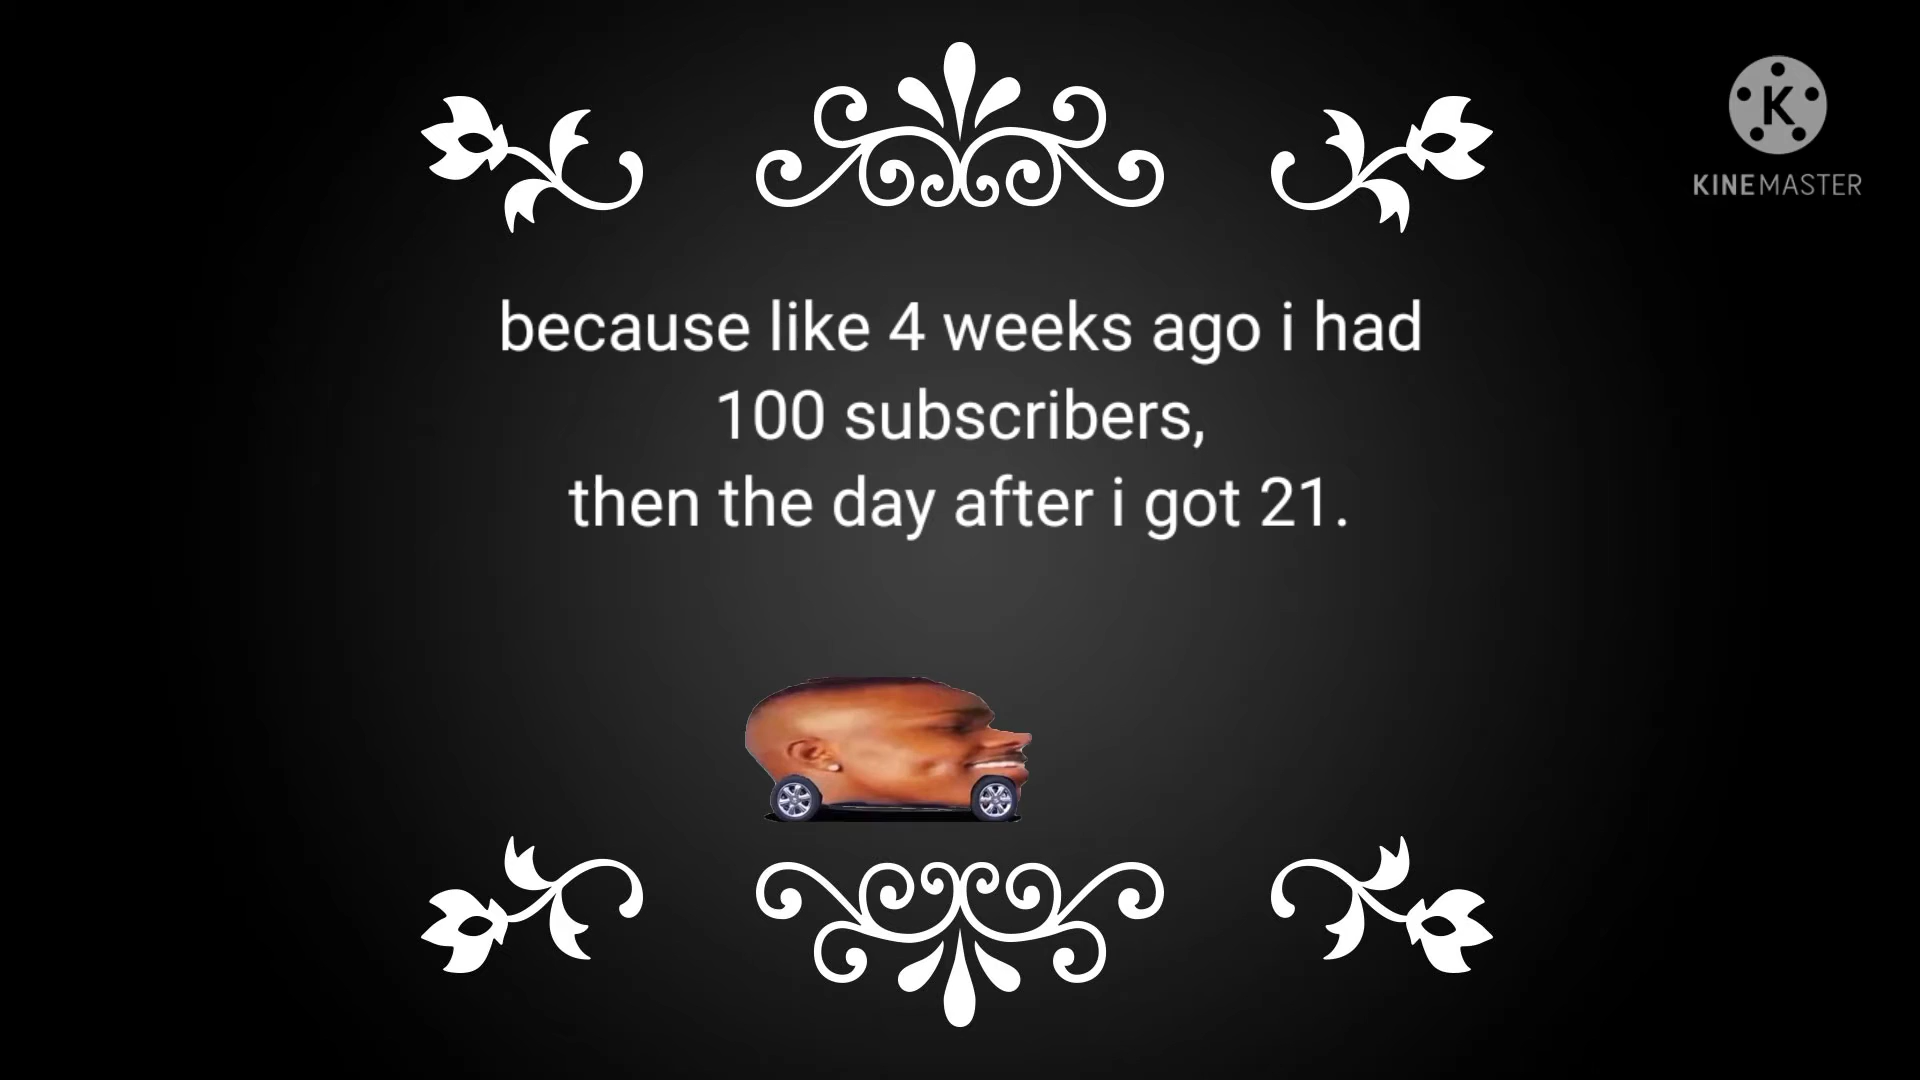 K
KINEMASTER
because like 4 weeks ago i had
100 subscribers,
then the day after i got 21.